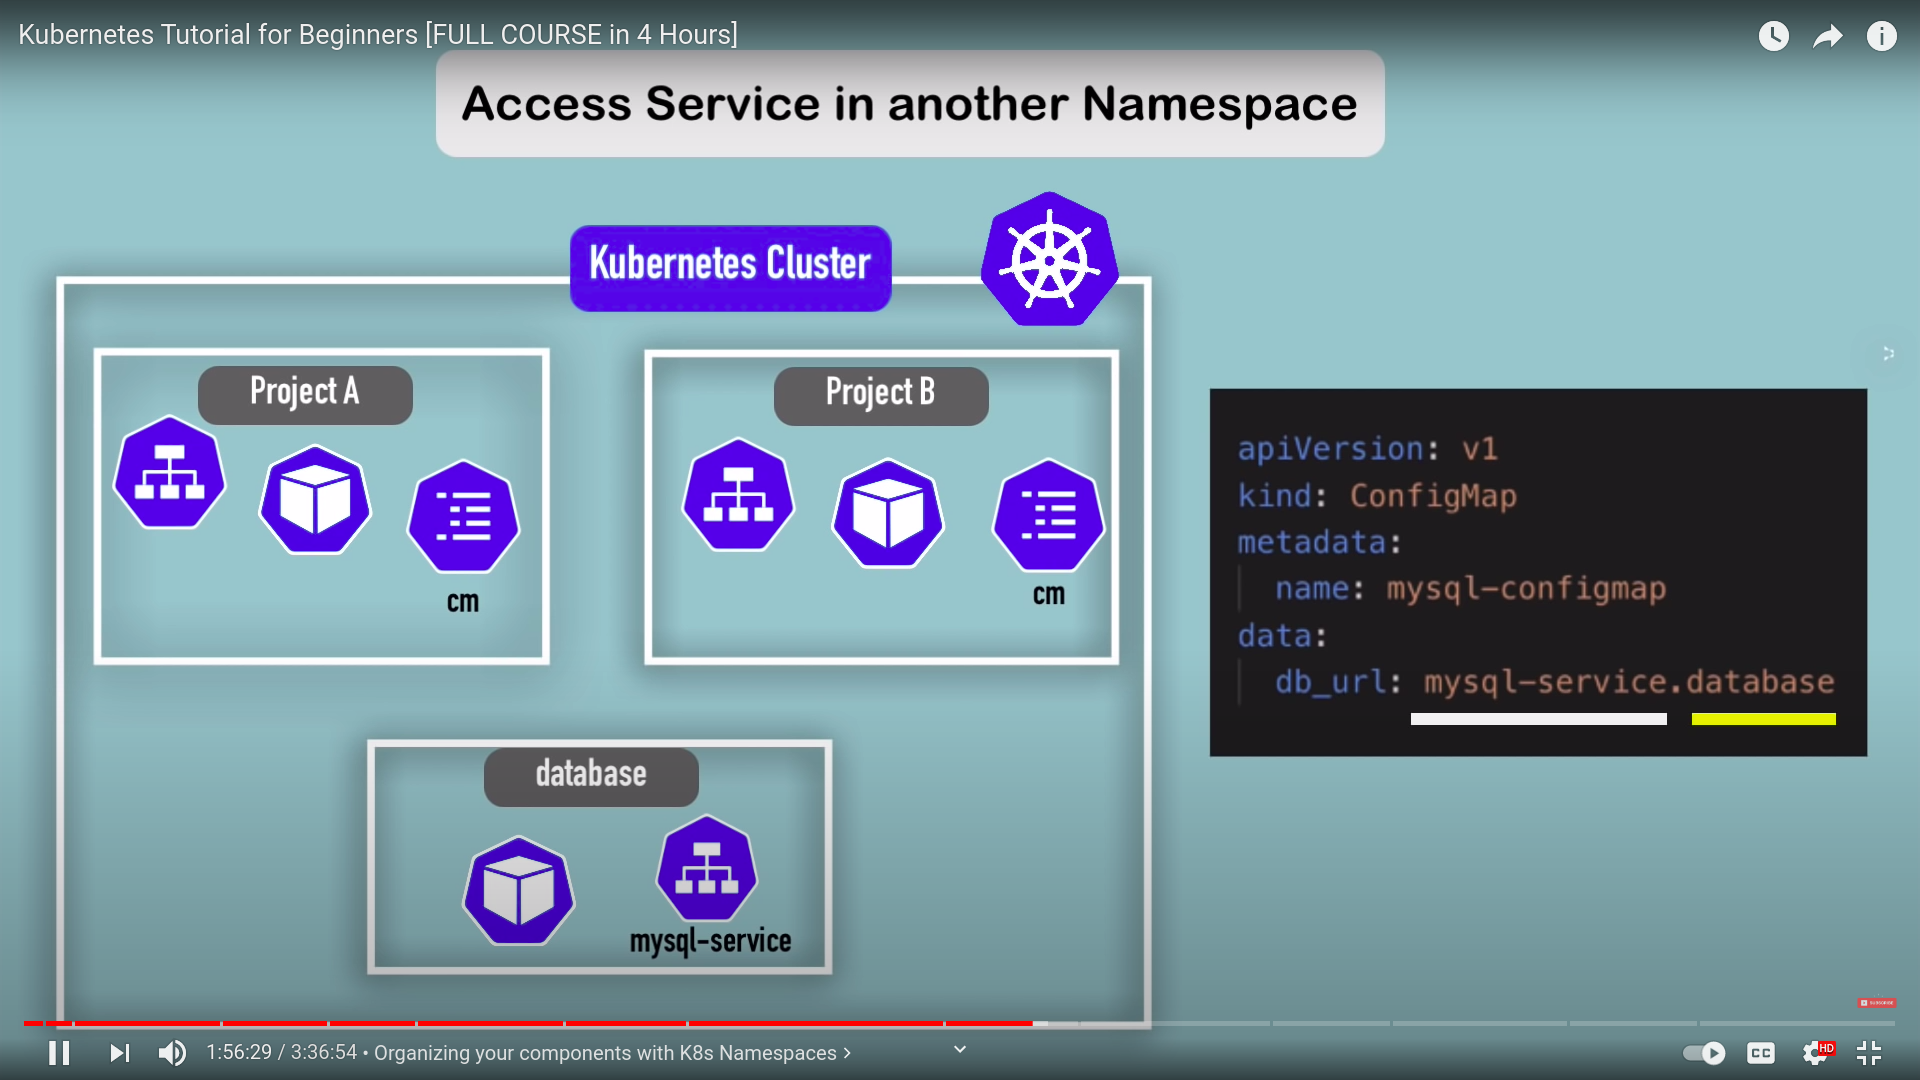 Kubernetes Tutorial for Beginners [FULL COURSE in 4 Hours]
Access Service in another Namespace
Kubernetes Cluster
Project A
cm
Project B
cm
database
mysql-service
apiVersion: v1
kind: ConfigMap
metadata:
name: mysql-configmap
data:
db_url: mysql-service.database
SUBSCRIBE
1:56:29 / 3:36:54 • Organizing your components with K8s Namespaces >
CC
HD